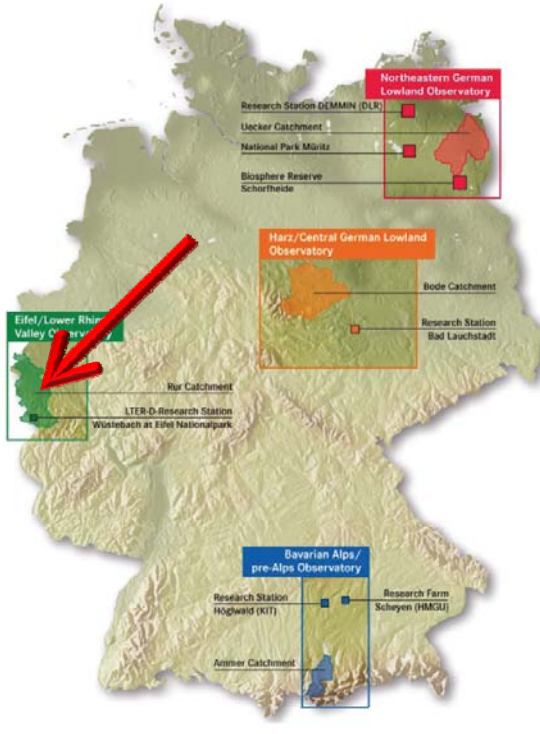 Northeastern German
Lowland Observatory
Research Station DEMMIN (DLR)
Uecker Catchment
National Park Müritz
Biosphere Reserve
Schorfheide
Harz/Central German Lowland
Observatory
Bode Catchment
Research Station
Bad Lauchstadt
Eifel/Lower
Valley
Rur Catchment
LTER-D-Research Station
Wüstebach at Eifel Nationalpark
Bavarian Alps/
pre-Alps Observatory
Research Station
Höglwald (KIT)
Research Farm
Scheyen (HMGU)
Ammer Catchment